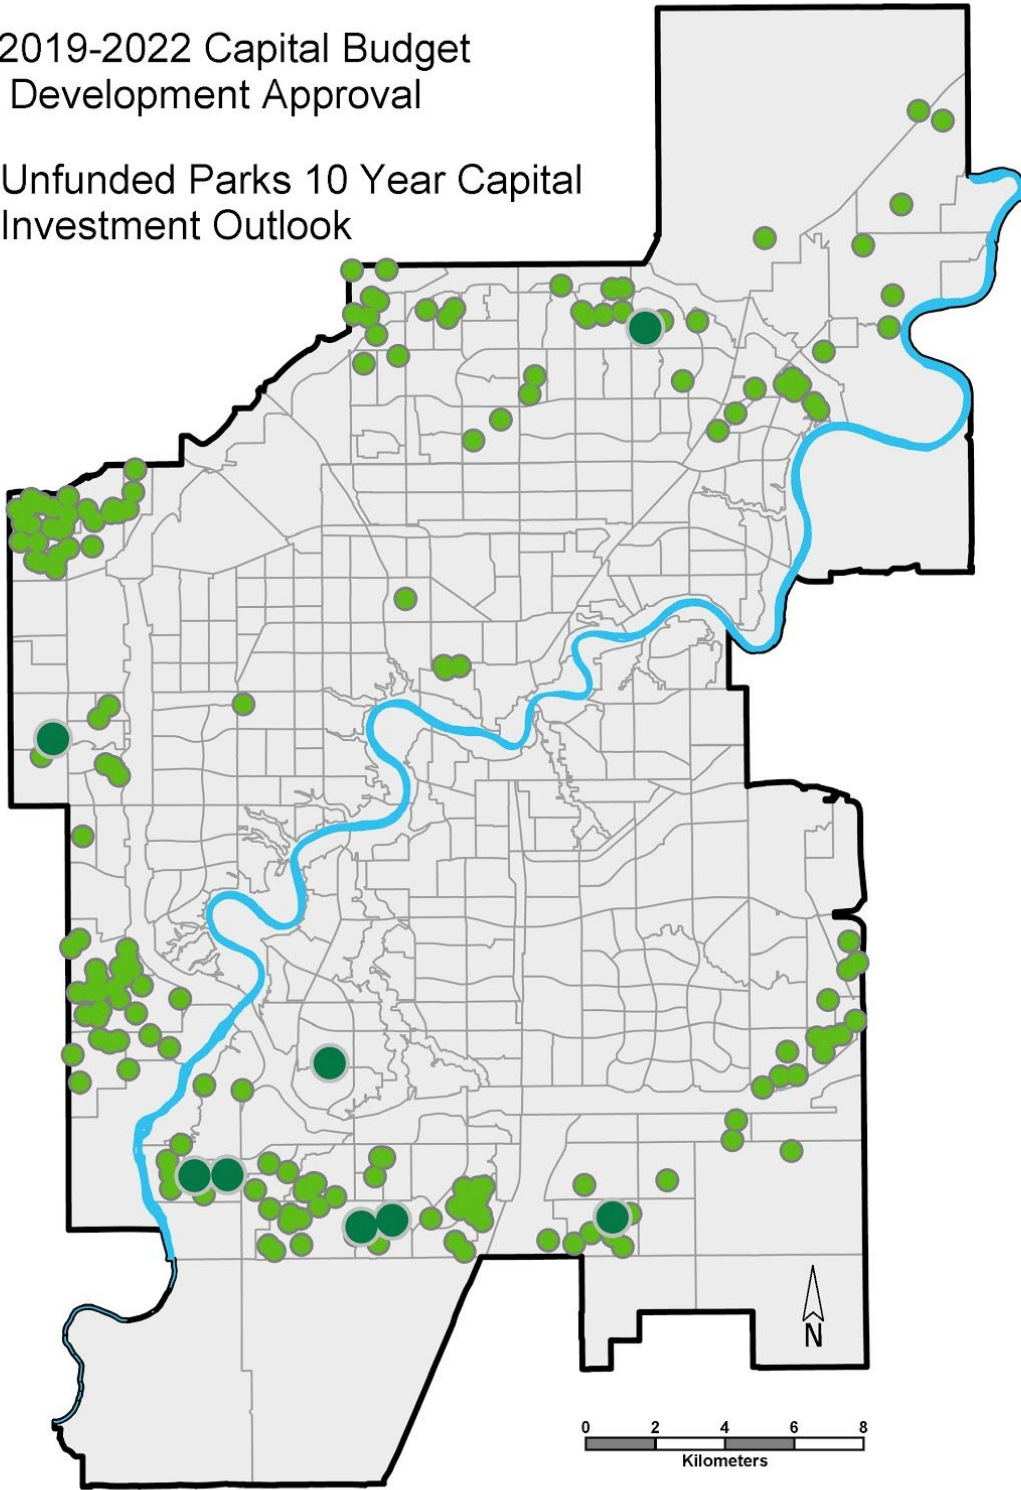 2019-2022 Capital Budget
Development Approval
Unfunded Parks 10 Year Capital
Investment Outlook
N
0 2 4 6 8
Kilometers